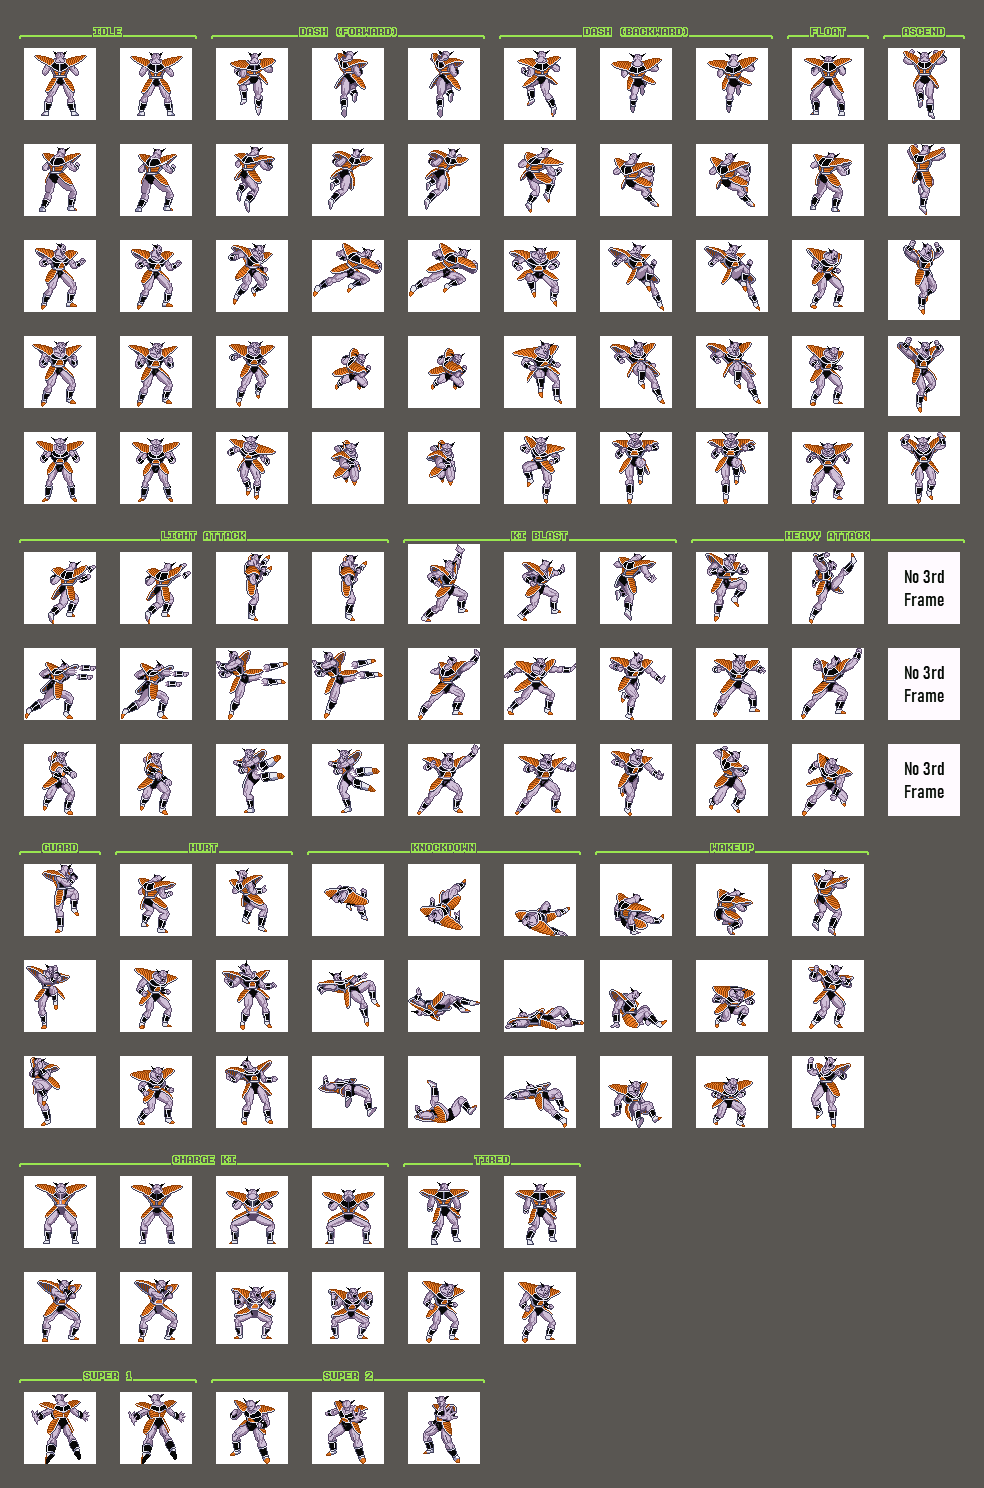 IDLE
DASH (FORWARD)
DASH (BACKWARD)
FLOAT
ASCEND
LIGHT ATTACK
KI BLAST
HEAVY ATTACK
No 3rd
Frame
No 3rd
Frame
No 3rd
Frame
GUARD
HURT
KNOCKDOWN
WAKEUP
CHARGE KI
TIRED
SUPER 1
SUPER 2